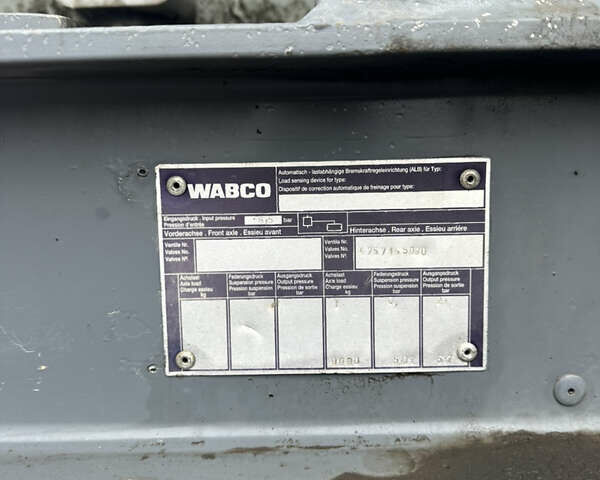 WABCO
Automatisch - lastabhängige Bremskraftregeleinrichtung (ALB) für Typ:
Load sensing device for type:
Dispositif de correction automatique de freinage pour type:
Eingangsdruck . Input pressure
Pression d'entrée
bar
Vorderachse . Front axle . Essieu avant
Hinterachse . Rear axle . Essieu arrière
Ventile Nr.
Valves No.
Valves Nº.
Ventile Nr.
Valves No.
Valves Nº.
Achslast
Axle load
Charge essieu
kg
Federungsdruck
Suspension pressure
Pression suspension
bar
Ausgangsdruck
Output pressure
Pression de sortie
bar
Achslast
Axle load
Charge essieu
kg
Federungsdruck
Suspension pressure
Pression suspension
bar
Ausgangsdruck
Output pressure
Pression de sortie
bar